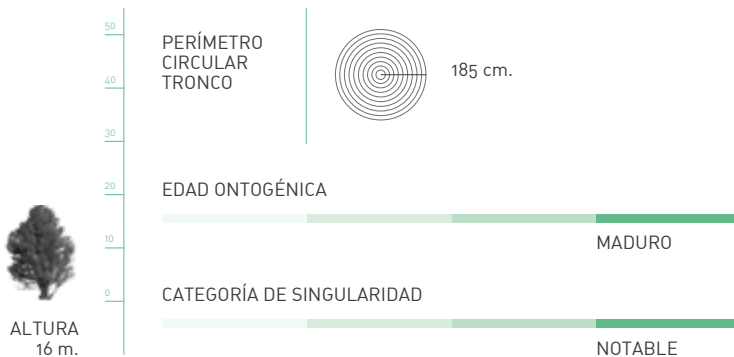 50
40
30
20
10
0
ALTURA
16 m.
PERÍMETRO
CIRCULAR
TRONCO
185 cm.
EDAD ONTOGÉNICA
MADURO
CATEGORÍA DE SINGULARIDAD
NOTABLE